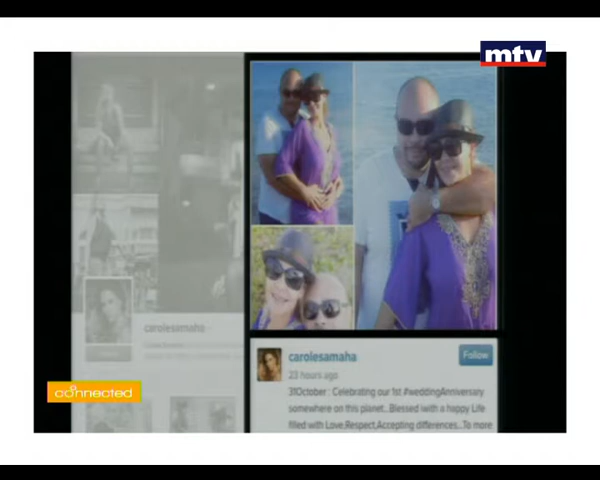 mtv
carolesamaha
carolesamaha
Follow
23 hours ago
31October : Celebrating our 1st #weddingAnniversary
somewhere on this planet...Blessed with a happy Life
filled with Love,Respect,Accepting differences...To more
connected